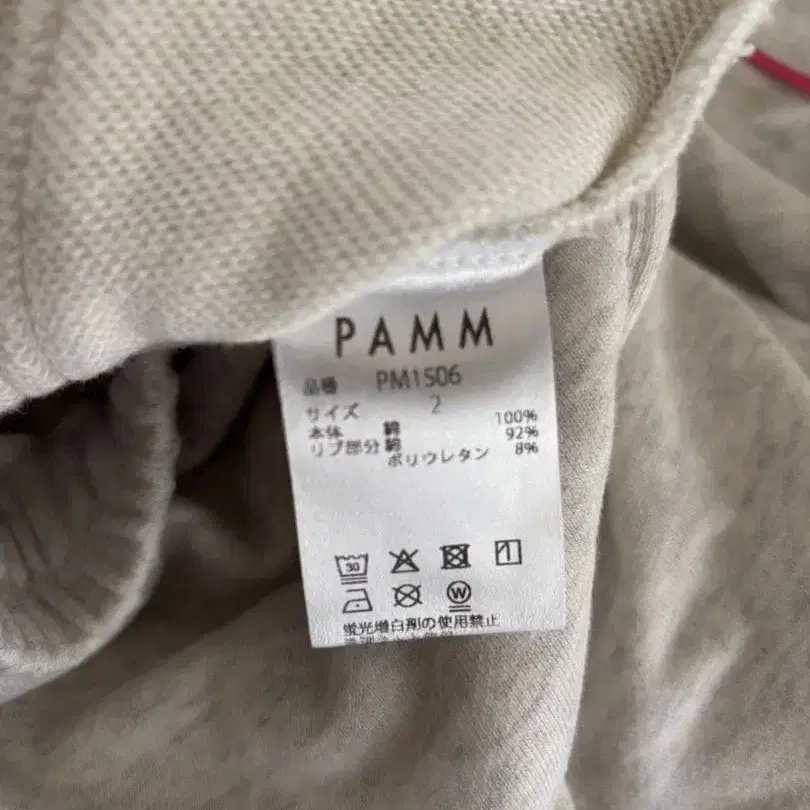 PAMM
品番 PM1506
サイズ 2
本体 綿 100%
リブ部分 綿 92%
ポリウレタン 8%
30
W
蛍光増白剤の使用禁止